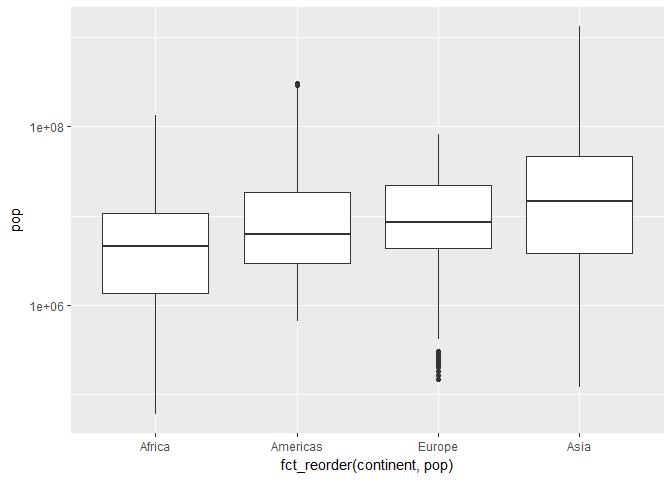 1e+08
pop
1e+06
Africa Americas Europe Asia
fct_reorder(continent, pop)